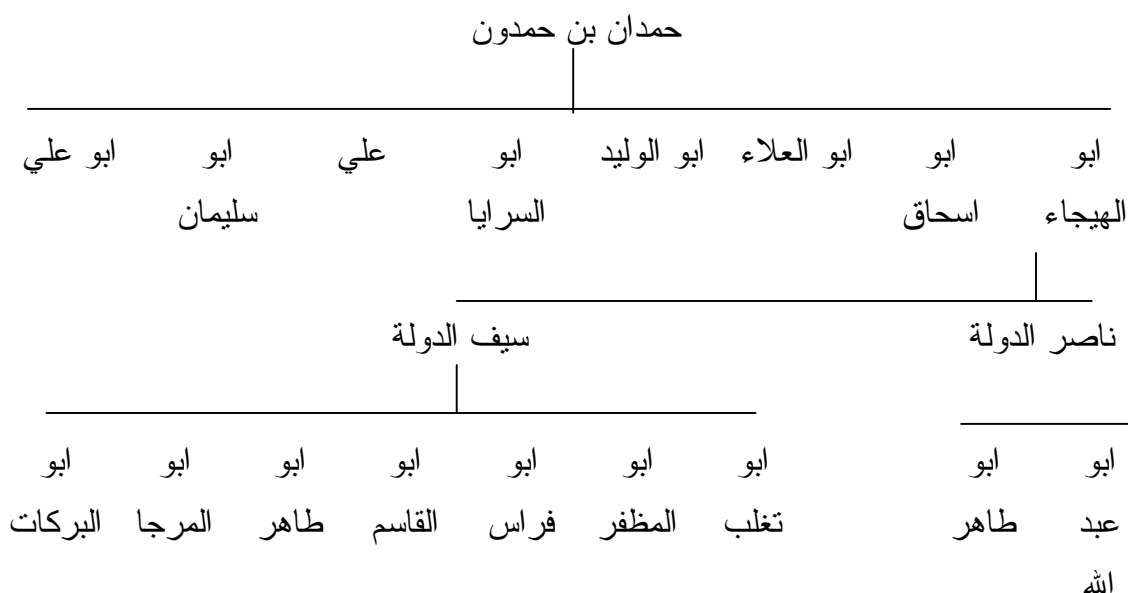 حمدان بن حمدون
ابو ابو ابو العلاء ابو الوليد ابو علي ابو ابو علي
الهيجاء اسحاق السرايا سليمان
ناصر الدولة سيف الدولة
ابو ابو ابو ابو ابو ابو ابو ابو ابو
عبد طاهر تغلب المظفر فراس القاسم طاهر المرجا البركات
الله